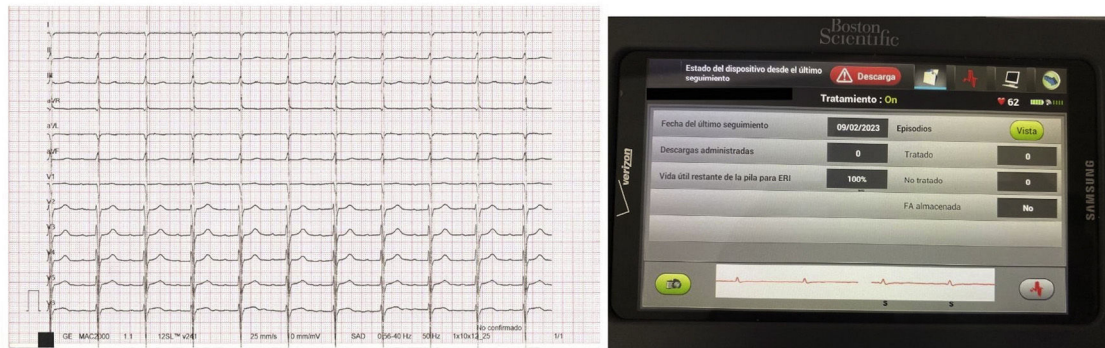 I
II
III
aVR
aVL
aVF
V1
V2
V3
V4
V5
V6
No confirmado
GE MAC2000 1.1 12SL™ v241 25 mm/s 10 mm/mV SAD 0,56-40 Hz 50 Hz 1x10x12_25 1/1
Boston
Scientific
Estado del dispositivo desde el último
seguimiento
Descarga
Tratamiento : On
62
Fecha del último seguimiento 09/02/2023 Episodios Vista
Descargas administradas 0 Tratado 0
Vida útil restante de la pila para ERI 100% No tratado 0
FA almacenada No
S S
verizon
SAMSUNG